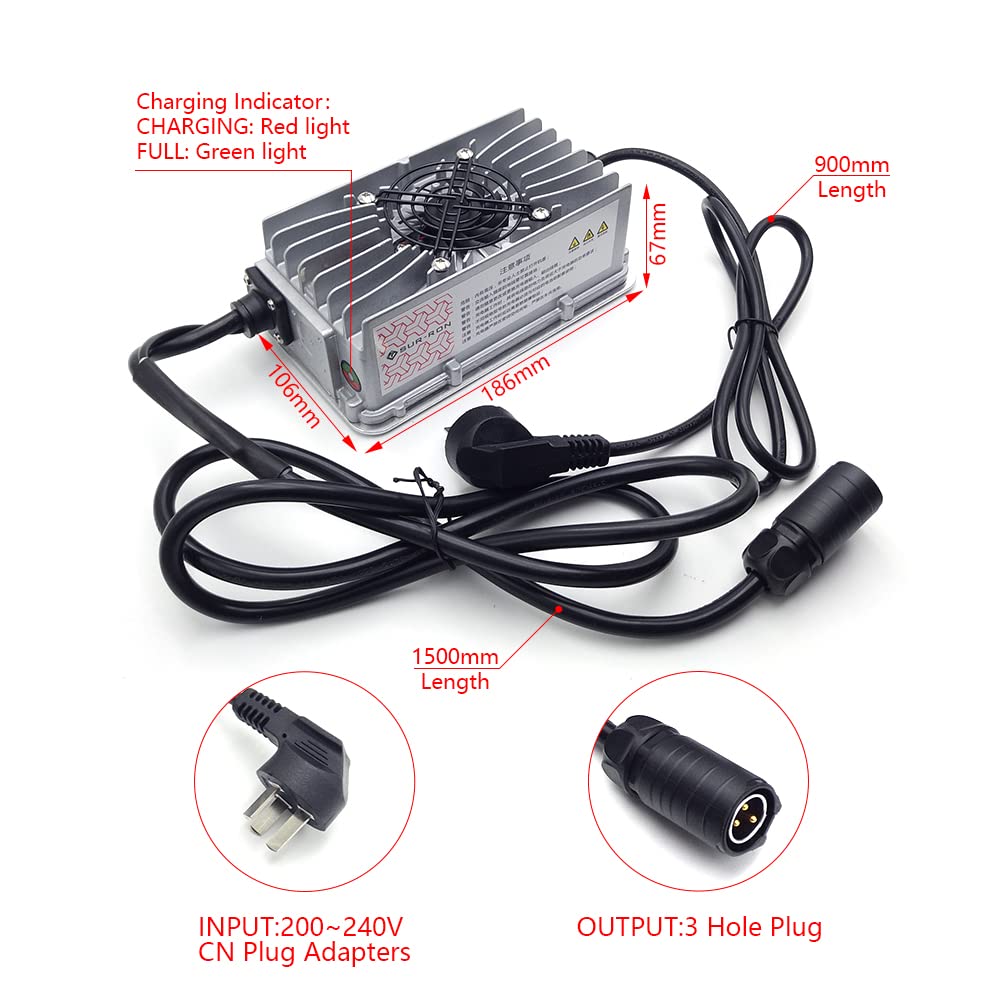 Charging Indicator:
CHARGING: Red light
FULL: Green light
900mm
Length
67mm
注意事项
SUR-RON
106mm
186mm
1500mm
Length
INPUT:200~240V
CN Plug Adapters
OUTPUT:3 Hole Plug